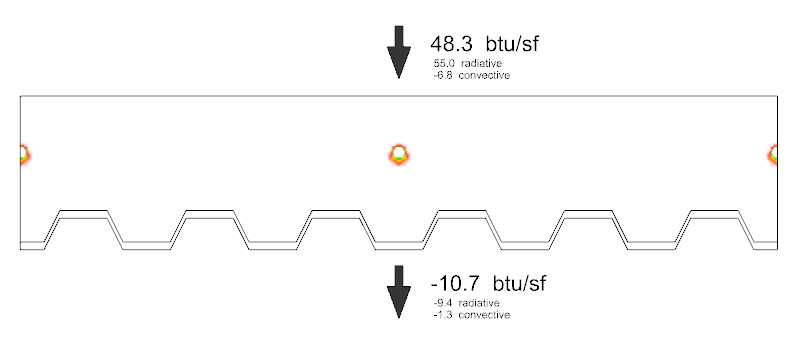 48.3 btu/sf
55.0 radiative
-6.8 convective
-10.7 btu/sf
-9.4 radiative
-1.3 convective